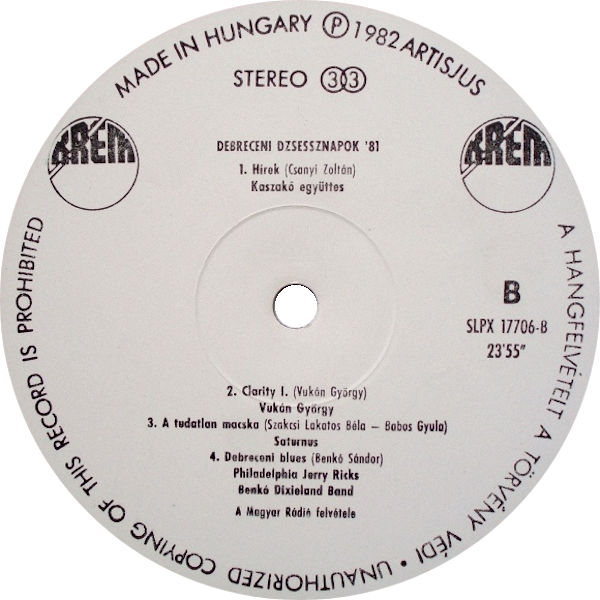 MADE IN HUNGARY Ⓟ 1982 ARTISJUS
STEREO 33
KRÉM
KRÉM
DEBRECENI DZSESSZNAPOK '81
1. Hírek (Csanyi Zoltán)
Kaszakő együttes
B
SLPX 17706-B
23'55"
2. Clarity I. (Vukán György)
Vukán György
3. A tudatlan macska (Szakcsi Lakatos Béla – Babos Gyula)
Saturnus
4. Debreceni blues (Benkó Sándor)
Philadelphia Jerry Ricks
Benkó Dixieland Band
A Magyar Rádió felvétele
A HANGFELVÉTELT A TÖRVÉNY VÉDI • UNAUTHORIZED COPYING OF THIS RECORD IS PROHIBITED